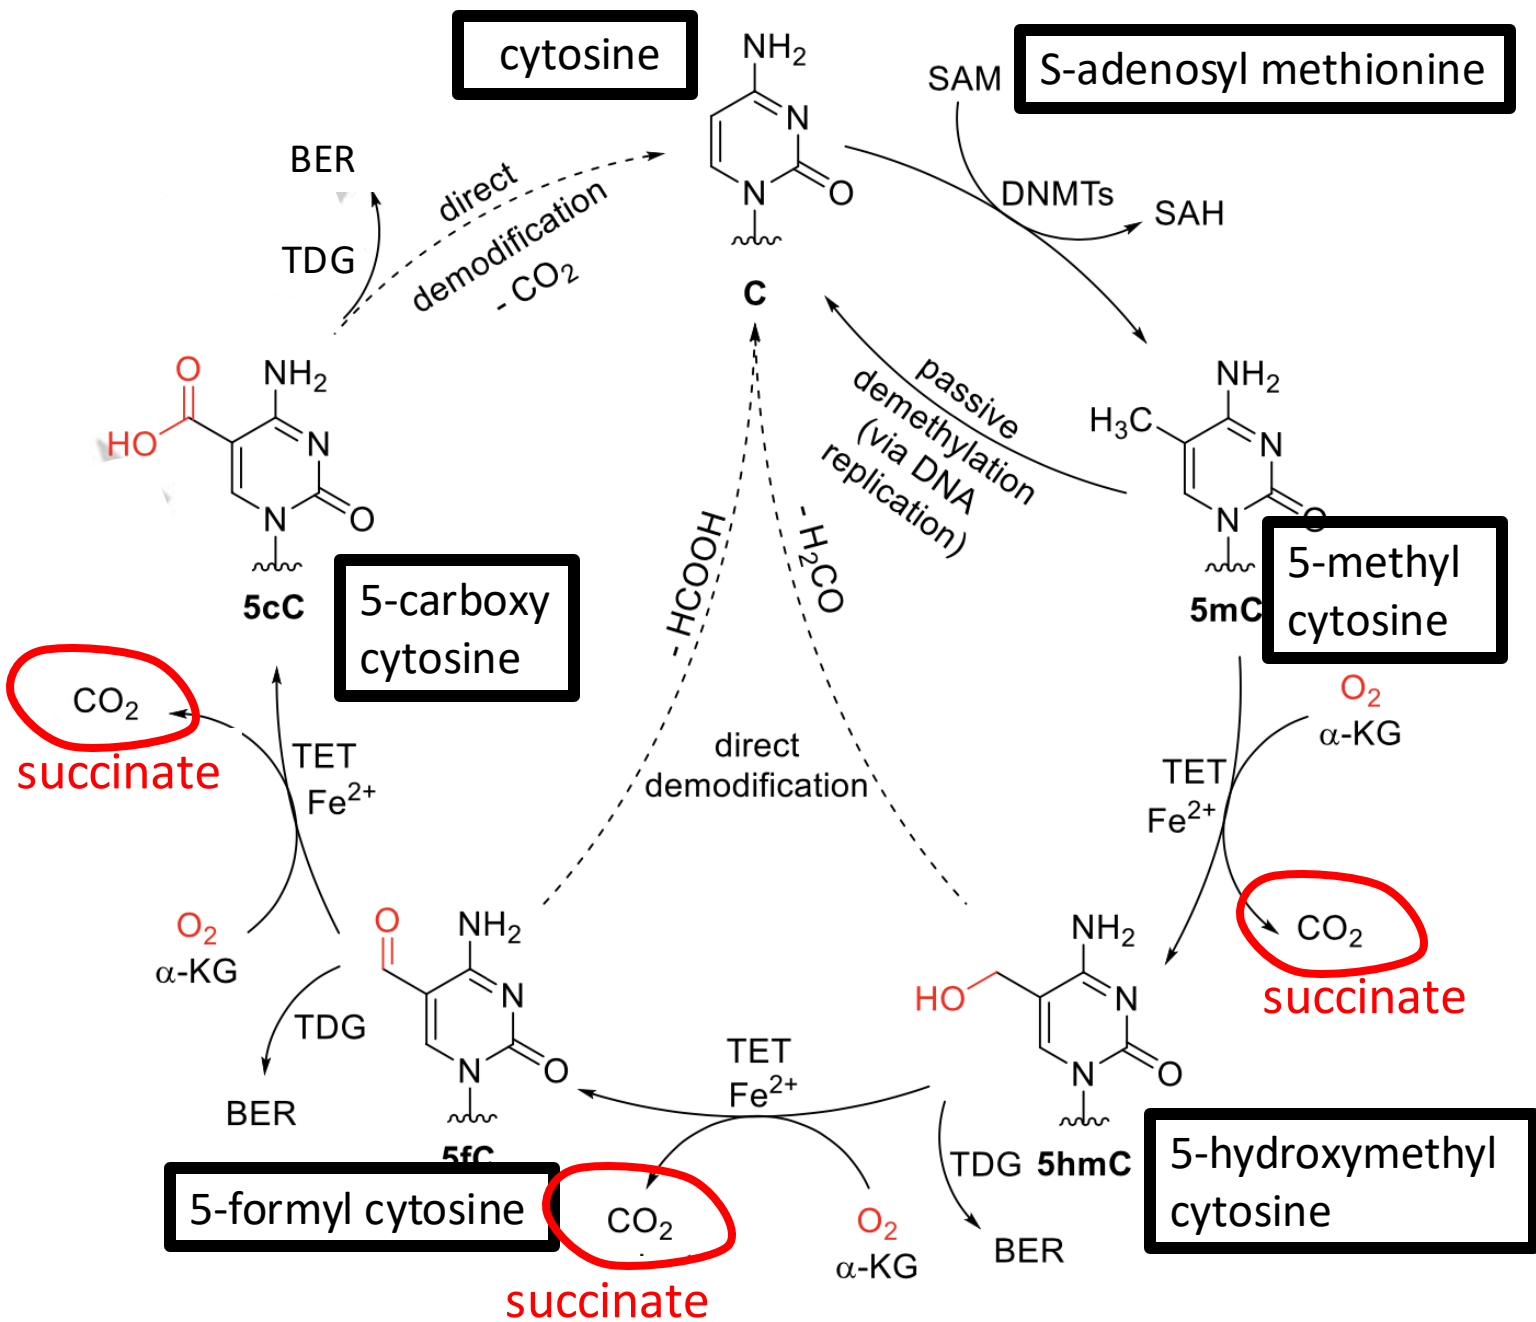 cytosine
NH2
N
N
O
C
SAM
S-adenosyl methionine
DNMTs
SAH
BER
TDG
direct
demodification
- CO2
passive
demethylation
(via DNA
replication)
O
HO
NH2
N
N
O
5cC
5-carboxy
cytosine
NH2
H3C
N
N
O
5mC
5-methyl
cytosine
- HCOOH
- H2CO
direct
demodification
CO2
succinate
TET
Fe2+
O2
α-KG
O2
α-KG
TET
Fe2+
CO2
succinate
TDG
BER
O
NH2
N
N
O
5fC
5-formyl cytosine
TET
Fe2+
CO2
succinate
O2
α-KG
HO
NH2
N
N
O
TDG
5hmC
BER
5-hydroxymethyl
cytosine